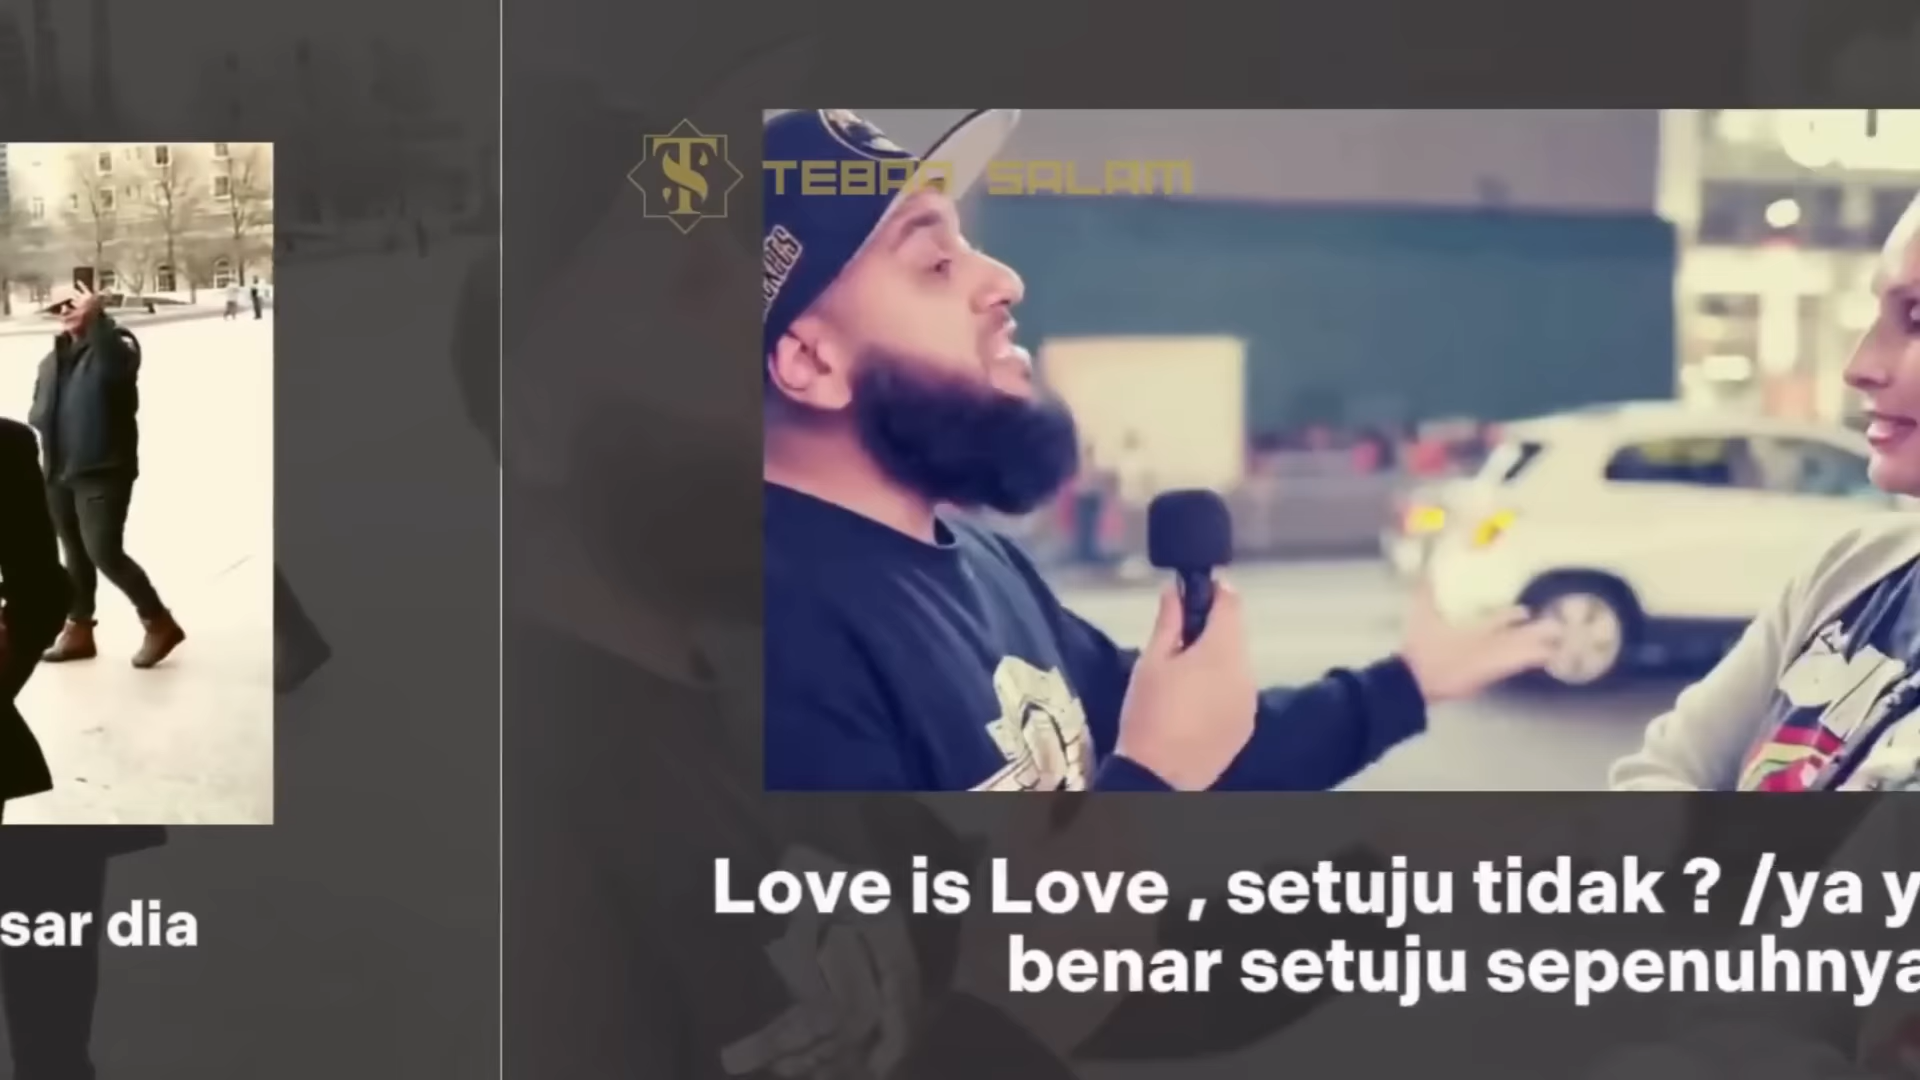 TEBAR SALAM
sar dia
Love is Love , setuju tidak ? /ya y
benar setuju sepenuhnya